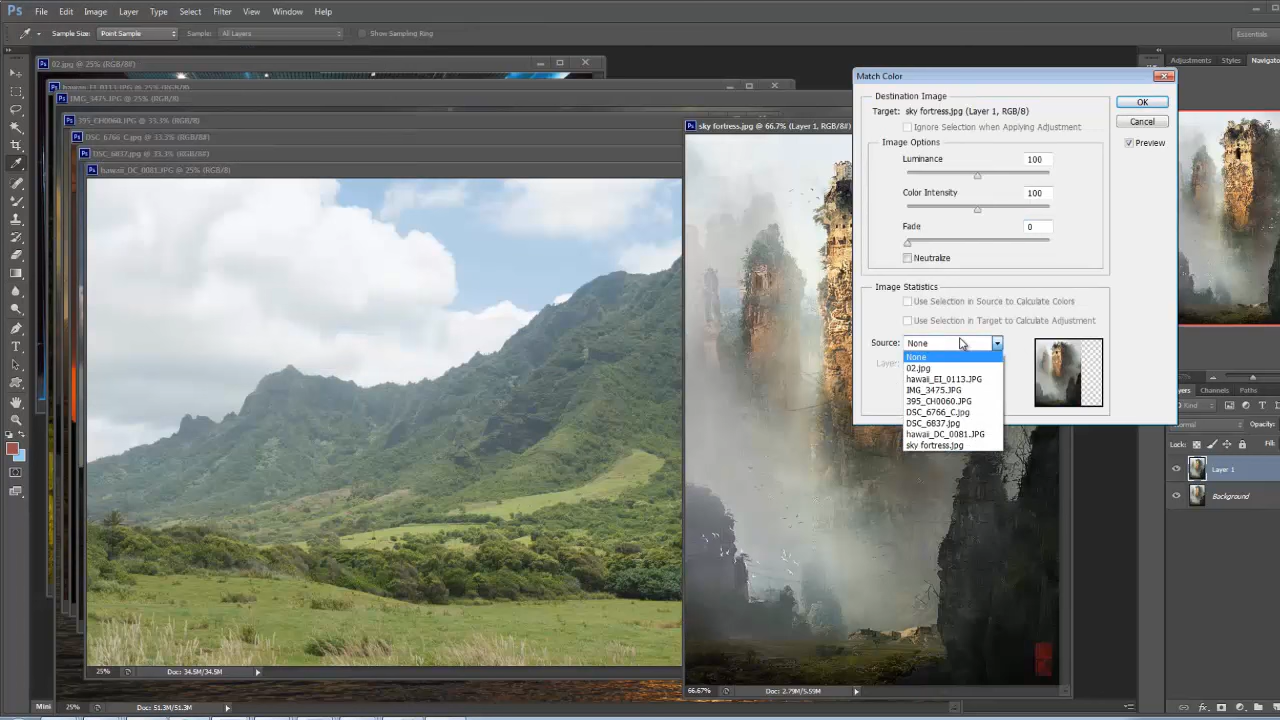 Ps File Edit Image Layer Type Select Filter View Window Help
Sample Size: Point Sample Sample: All Layers Show Sampling Ring Essentials
02.jpg @ 25% (RGB/8#)
hawaii_EI_0113.JPG @ 25% (RGB/8#)
IMG_3475.JPG @ 25% (RGB/8)
395_CH0060.JPG @ 33.3% (RGB/8)
DSC_6766_C.jpg @ 33.3% (RGB/8)
DSC_6837.jpg @ 33.3% (RGB/8)
hawaii_DC_0081.JPG @ 25% (RGB/8#)
25% Doc: 34.5M/34.5M
Mini 25% Doc: 51.3M/51.3M
sky fortress.jpg @ 66.7% (Layer 1, RGB/8#)
66.67% Doc: 2.79M/5.59M
Match Color
Destination Image
Target: sky fortress.jpg (Layer 1, RGB/8)
Ignore Selection when Applying Adjustment
Image Options
Luminance 100
Color Intensity 100
Fade 0
Neutralize
Image Statistics
Use Selection in Source to Calculate Colors
Use Selection in Target to Calculate Adjustment
Source: None
Layer:
None
02.jpg
hawaii_EI_0113.JPG
IMG_3475.JPG
395_CH0060.JPG
DSC_6766_C.jpg
DSC_6837.jpg
hawaii_DC_0081.JPG
sky fortress.jpg
OK
Cancel
Preview
Adjustments Styles Navigato
Channels Paths
Kind
Opacity:
Lock:
Layer 1
Background